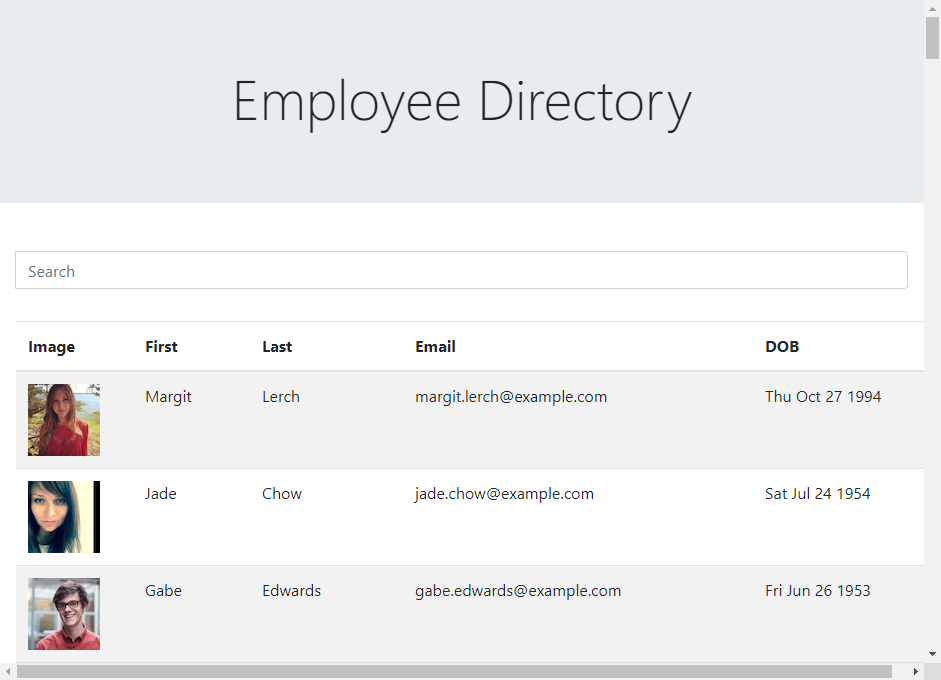 Employee Directory
Search
Image First Last Email DOB
Margit Lerch margit.lerch@example.com Thu Oct 27 1994
Jade Chow jade.chow@example.com Sat Jul 24 1954
Gabe Edwards gabe.edwards@example.com Fri Jun 26 1953